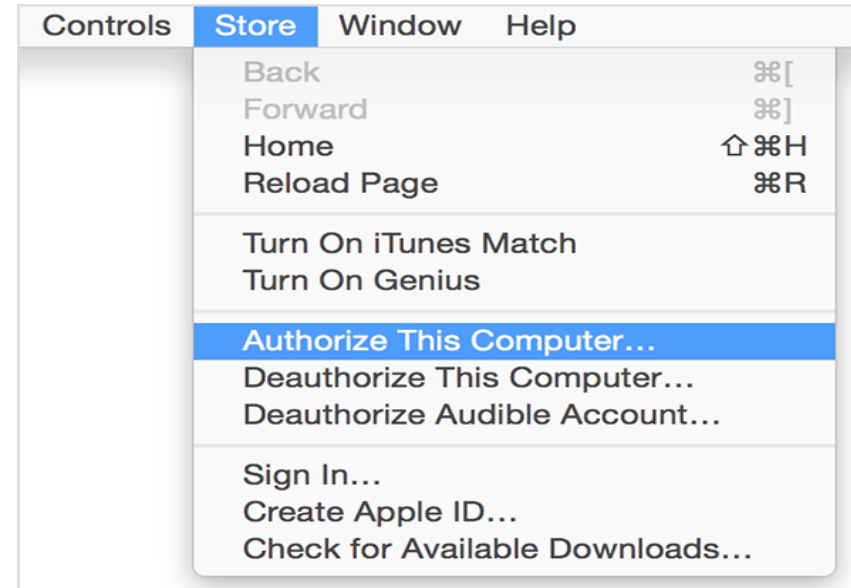 Controls Store Window Help
Back ⌘[
Forward ⌘]
Home ⇧⌘H
Reload Page ⌘R
Turn On iTunes Match
Turn On Genius
Authorize This Computer...
Deauthorize This Computer...
Deauthorize Audible Account...
Sign In...
Create Apple ID...
Check for Available Downloads...